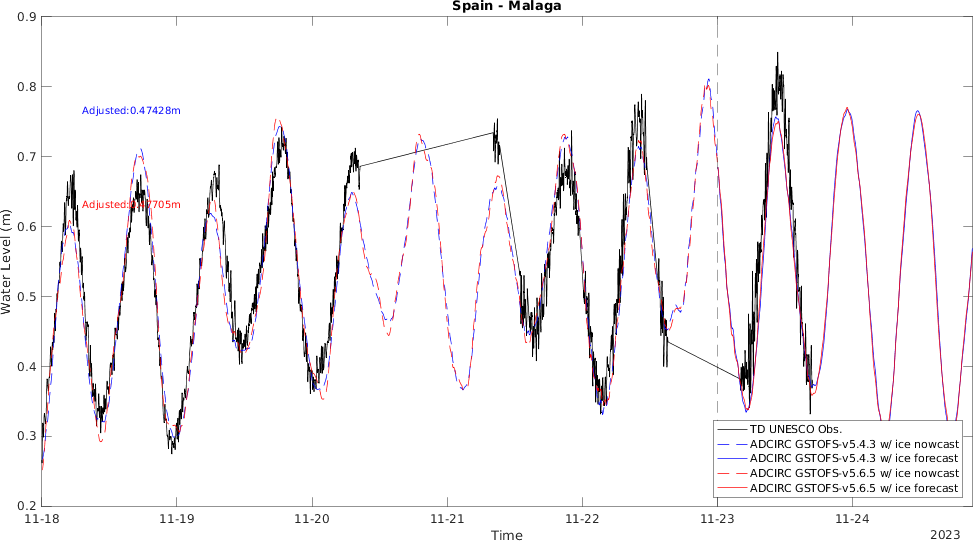 Spain - Malaga
0.9
0.8
0.7
0.6
0.5
0.4
0.3
0.2
Water Level (m)
Adjusted:0.47428m
TD UNESCO Obs.
ADCIRC GSTOFS-v5.4.3 w/ ice nowcast
ADCIRC GSTOFS-v5.4.3 w/ ice forecast
ADCIRC GSTOFS-v5.6.5 w/ ice nowcast
ADCIRC GSTOFS-v5.6.5 w/ ice forecast
11-18 11-19 11-20 11-21 11-22 11-23 11-24
Time
2023